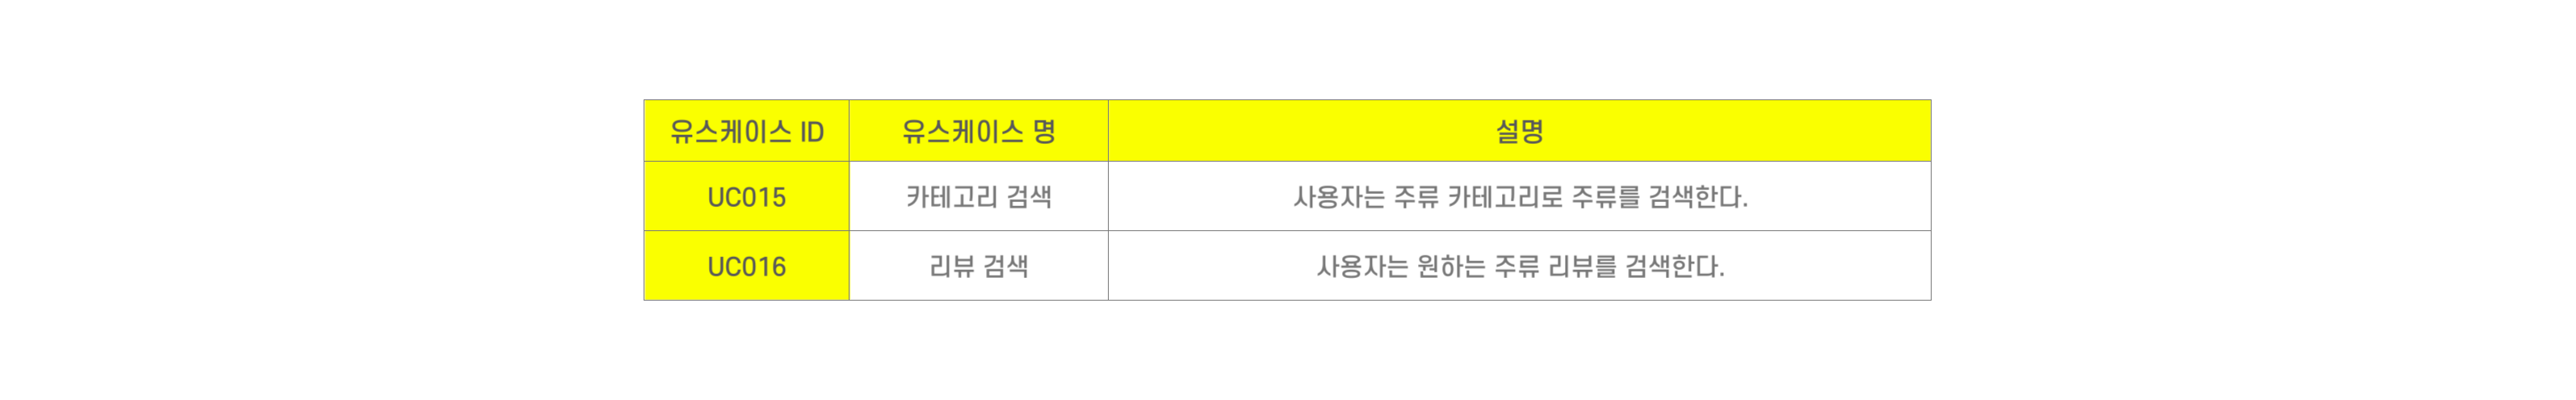 유스케이스 ID 유스케이스 명 설명
UC015 카테고리 검색 사용자는 주류 카테고리로 주류를 검색한다.
UC016 리뷰 검색 사용자는 원하는 주류 리뷰를 검색한다.